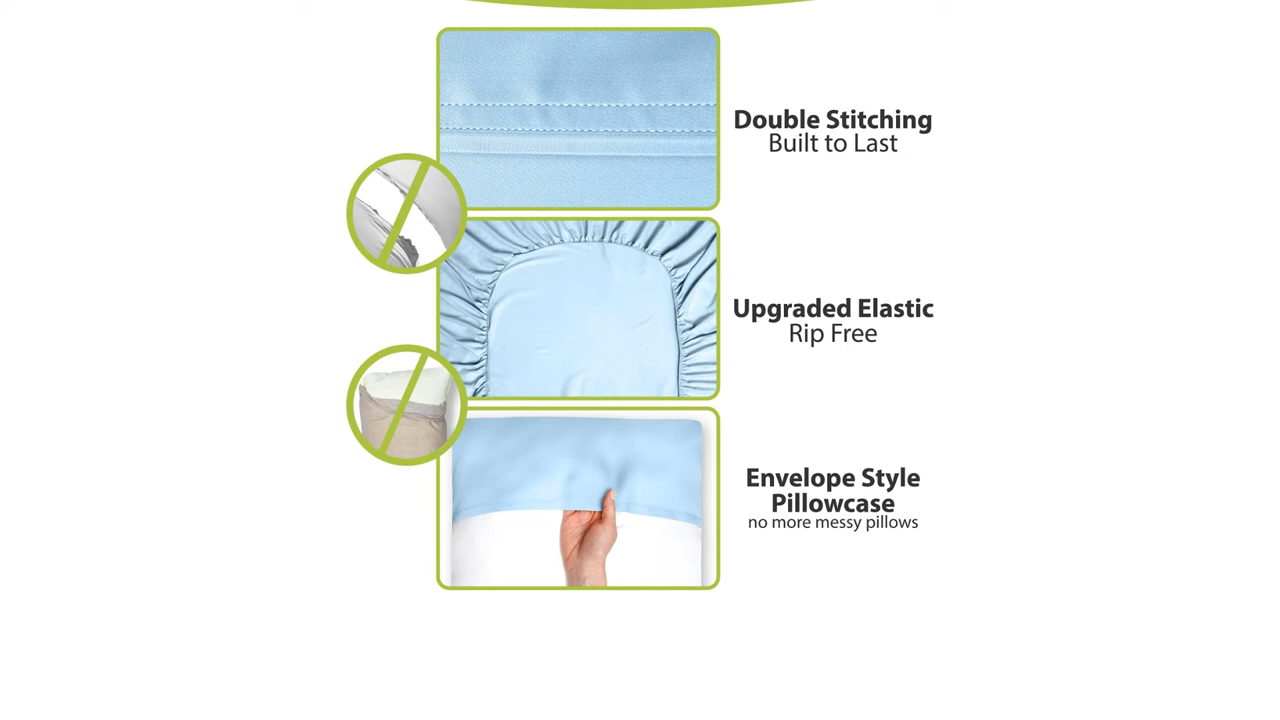 Double Stitching
Built to Last
Upgraded Elastic
Rip Free
Envelope Style
Pillowcase
no more messy pillows